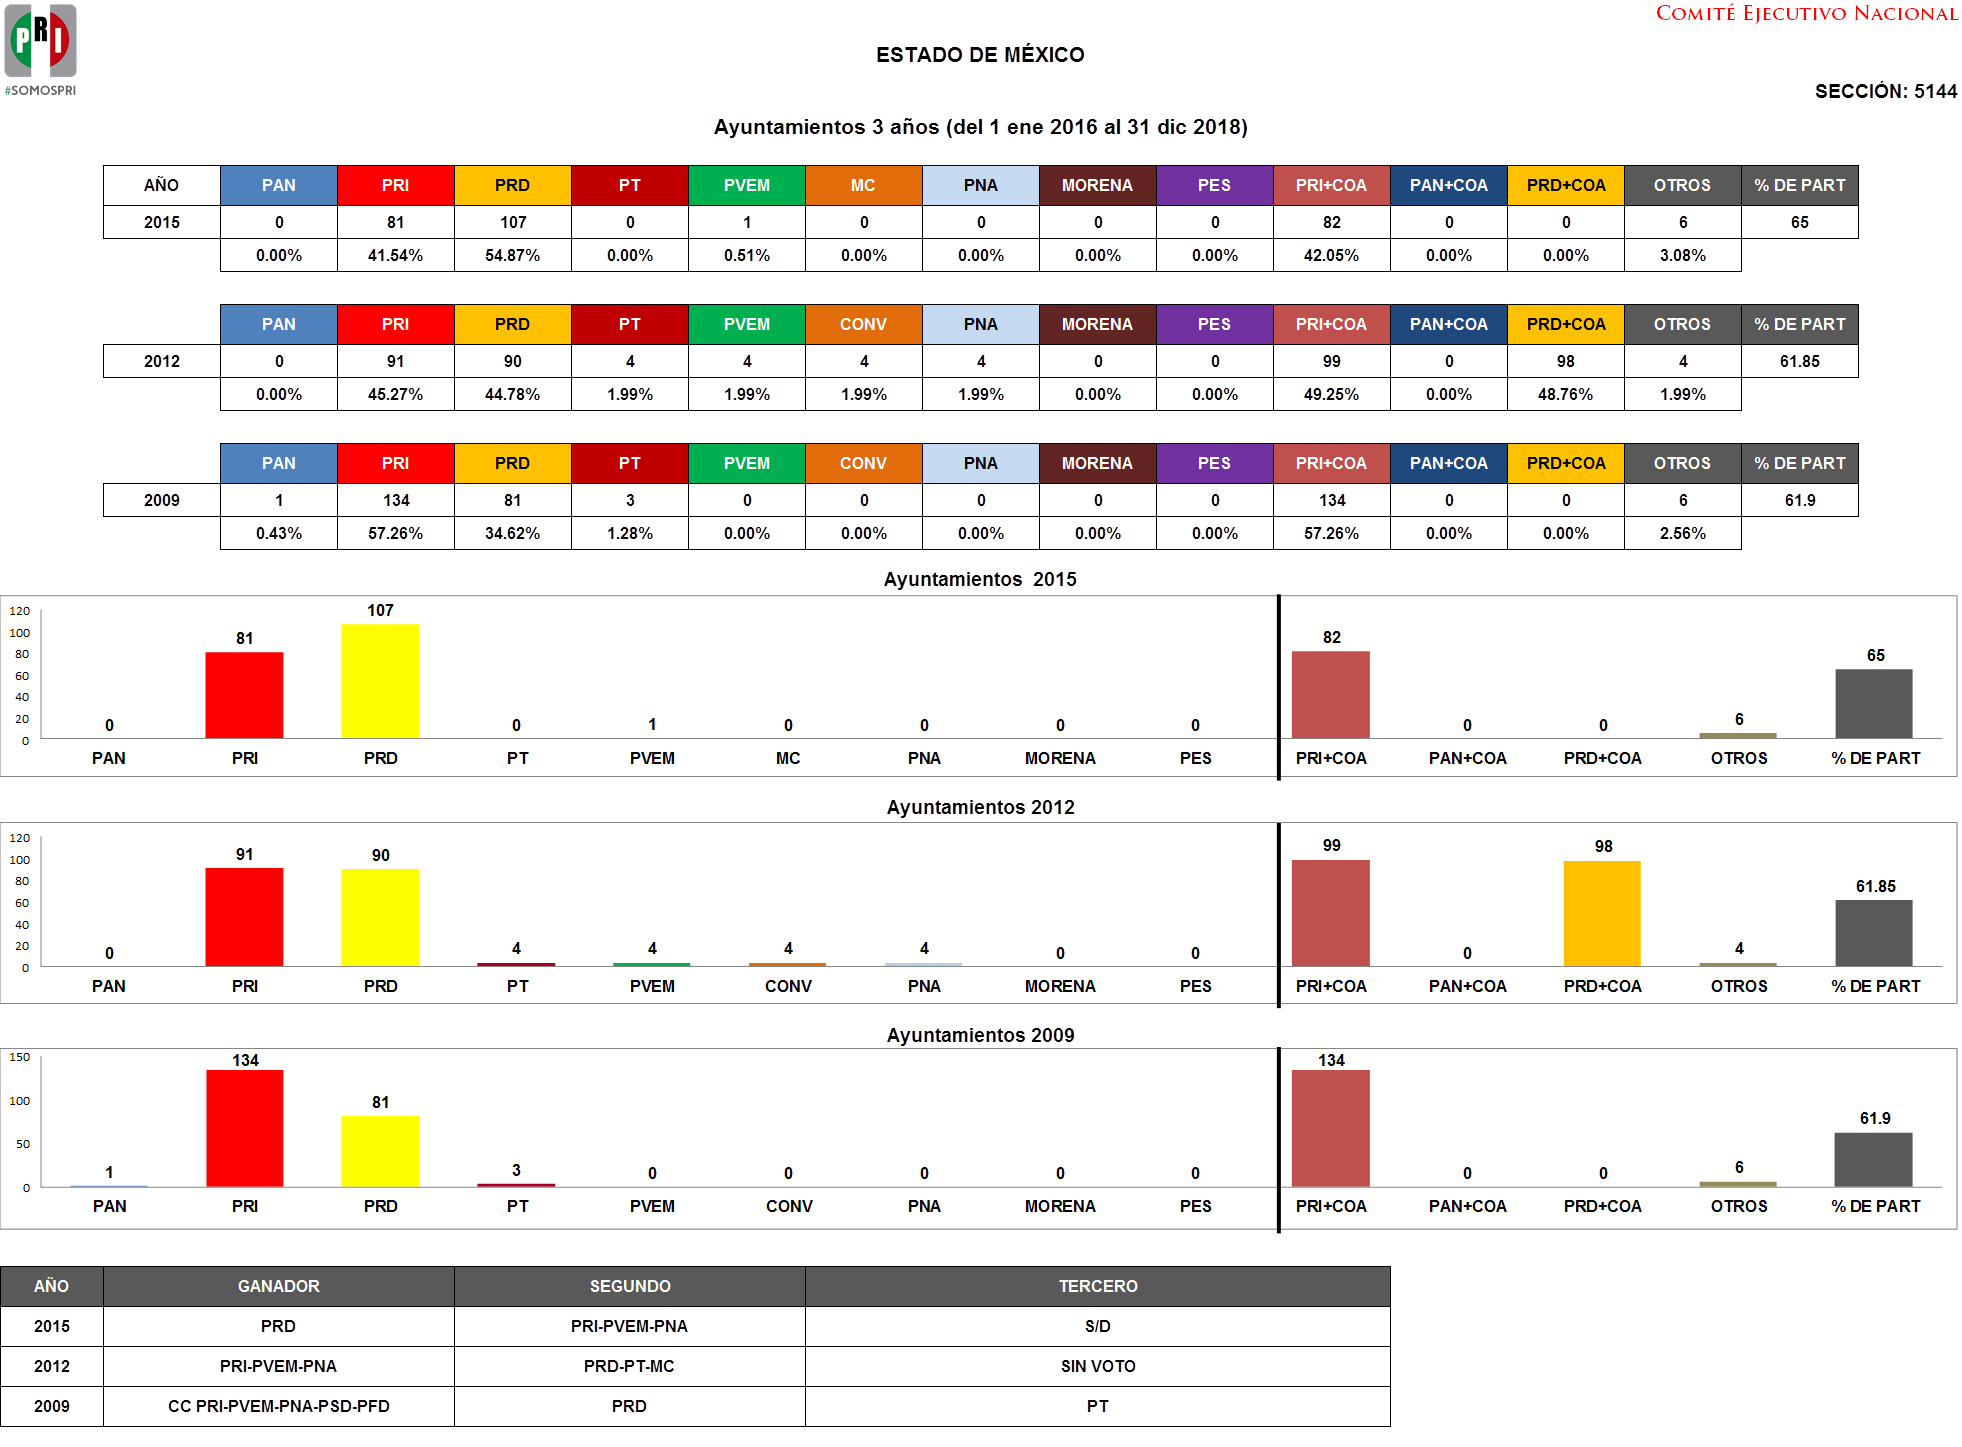 COMITÉ EJECUTIVO NACIONAL
PRI
#SOMOSPRI
ESTADO DE MÉXICO
SECCIÓN: 5144
Ayuntamientos 3 años (del 1 ene 2016 al 31 dic 2018)
AÑO PAN PRI PRD PT PVEM MC PNA MORENA PES PRI+COA PAN+COA PRD+COA OTROS % DE PART
2015 0 81 107 0 1 0 0 0 0 82 0 0 6 65
0.00% 41.54% 54.87% 0.00% 0.51% 0.00% 0.00% 0.00% 0.00% 42.05% 0.00% 0.00% 3.08%
PAN PRI PRD PT PVEM CONV PNA MORENA PES PRI+COA PAN+COA PRD+COA OTROS % DE PART
2012 0 91 90 4 4 4 4 0 0 99 0 98 4 61.85
0.00% 45.27% 44.78% 1.99% 1.99% 1.99% 1.99% 0.00% 0.00% 49.25% 0.00% 48.76% 1.99%
PAN PRI PRD PT PVEM CONV PNA MORENA PES PRI+COA PAN+COA PRD+COA OTROS % DE PART
2009 1 134 81 3 0 0 0 0 0 134 0 0 6 61.9
0.43% 57.26% 34.62% 1.28% 0.00% 0.00% 0.00% 0.00% 0.00% 57.26% 0.00% 0.00% 2.56%
Ayuntamientos  2015
120
100
80
60
40
20
0
0 81 107 0 1 0 0 0 0 82 0 0 6 65
PAN PRI PRD PT PVEM MC PNA MORENA PES PRI+COA PAN+COA PRD+COA OTROS % DE PART
Ayuntamientos 2012
120
100
80
60
40
20
0
0 91 90 4 4 4 4 0 0 99 0 98 4 61.85
PAN PRI PRD PT PVEM CONV PNA MORENA PES PRI+COA PAN+COA PRD+COA OTROS % DE PART
Ayuntamientos 2009
150
100
50
0
1 134 81 3 0 0 0 0 0 134 0 0 6 61.9
PAN PRI PRD PT PVEM CONV PNA MORENA PES PRI+COA PAN+COA PRD+COA OTROS % DE PART
AÑO GANADOR SEGUNDO TERCERO
2015 PRD PRI-PVEM-PNA S/D
2012 PRI-PVEM-PNA PRD-PT-MC SIN VOTO
2009 CC PRI-PVEM-PNA-PSD-PFD PRD PT